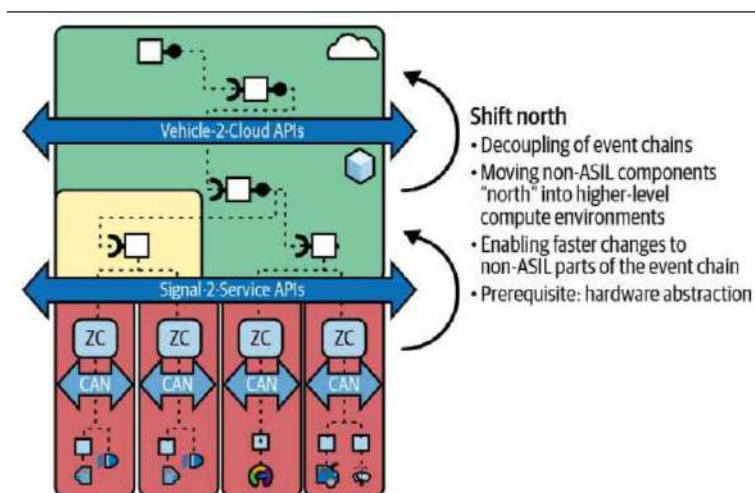 Vehicle-2-Cloud APIs
Signal-2-Service APIs
ZC ZC ZC ZC
CAN CAN CAN CAN
Shift north
• Decoupling of event chains
• Moving non-ASIL components
"north" into higher-level
compute environments
• Enabling faster changes to
non-ASIL parts of the event chain
• Prerequisite: hardware abstraction